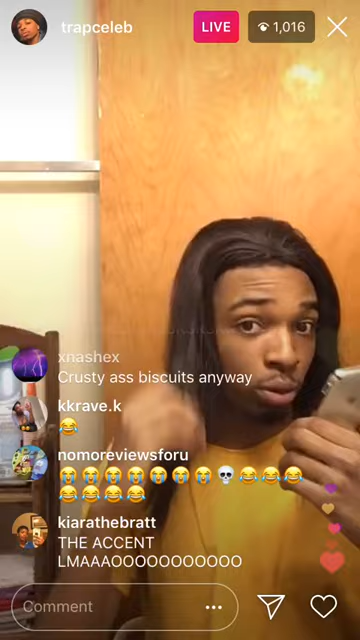 trapceleb
LIVE
1,016
xnashex
Crusty ass biscuits anyway
kkrave.k
😂
nomoreviewsforu
😭😭😭😭😭😭😭💀😂😂😂
😂😂😂😂
kiarathebratt
THE ACCENT
LMAAAOOOOOOOOOOO
Comment